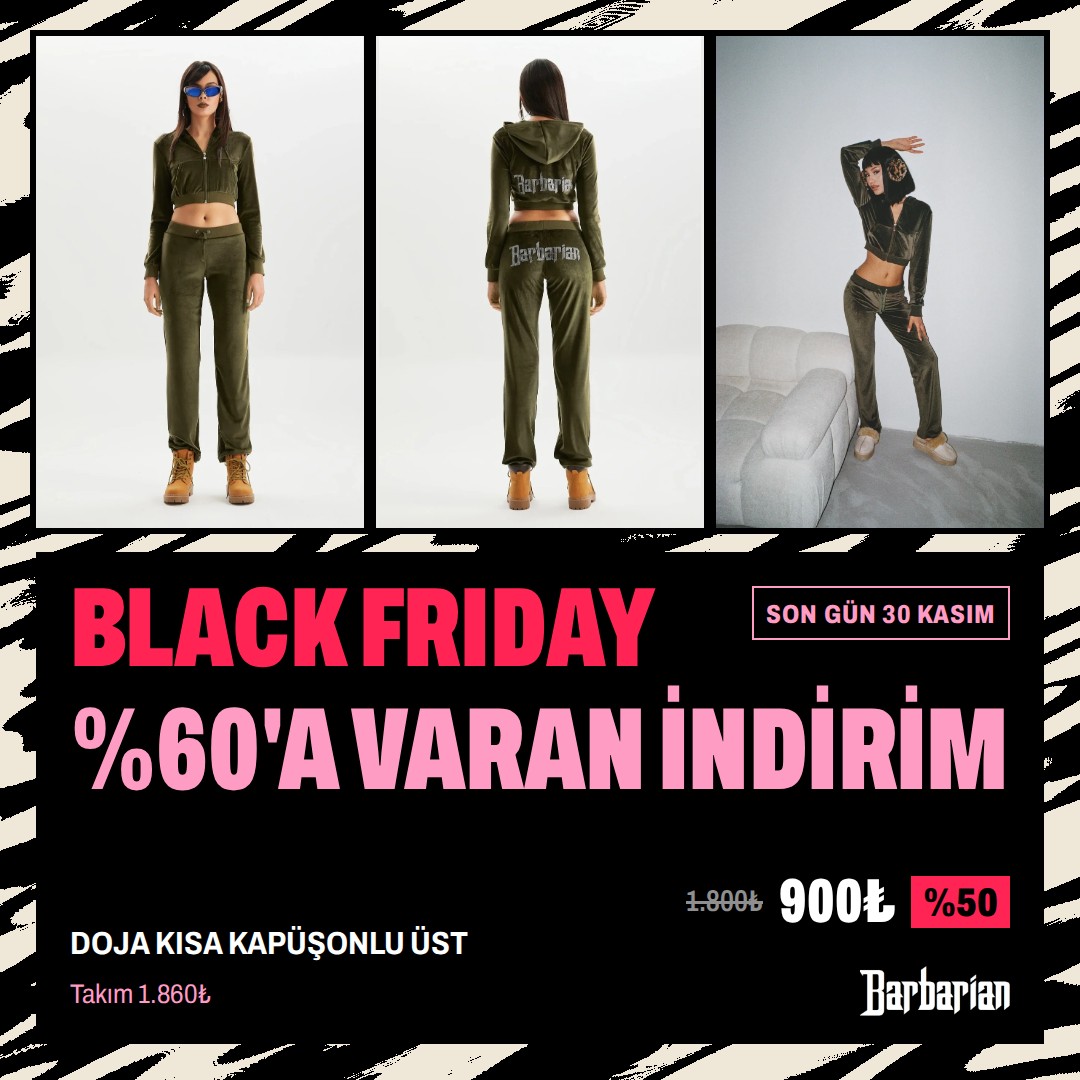 Barbarian
Barbarian
BLACK FRIDAY
SON GÜN 30 KASIM
%60'A VARAN İNDİRİM
1.800₺ 900₺ %50
DOJA KISA KAPÜŞONLU ÜST
Takım 1.860₺
Barbarian